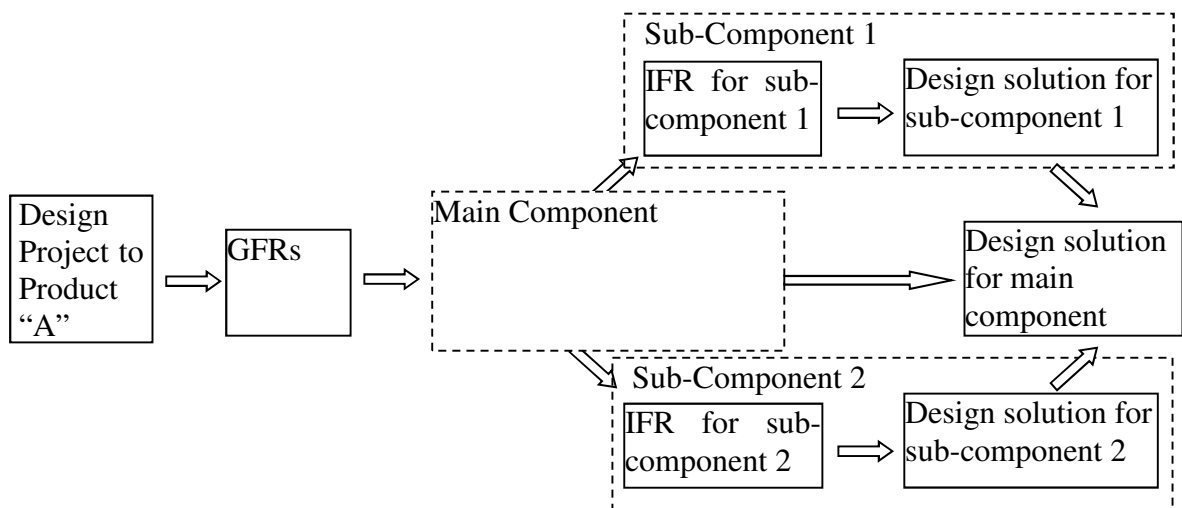 Sub-Component 1
IFR for sub-
component 1
Design solution for
sub-component 1
Design
Project to
Product
“A”
GFRs
Main Component
Design solution
for main
component
Sub-Component 2
IFR for sub-
component 2
Design solution for
sub-component 2